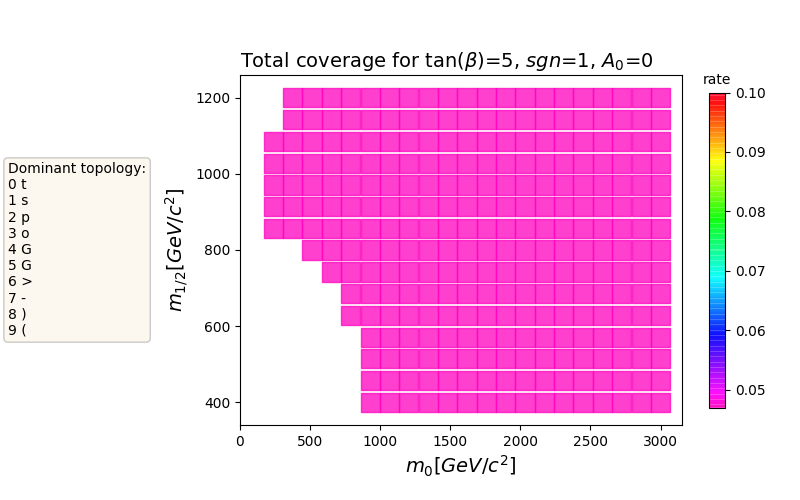 Total coverage for tan(β)=5, sgn=1, A₀=0
rate
Dominant topology:
0 t
1 s
2 p
3 o
4 G
5 G
6 >
7 -
8 )
9 (
m₁/₂[GeV/c²]
1200
1000
800
600
400
0 500 1000 1500 2000 2500 3000
m₀[GeV/c²]
0.10
0.09
0.08
0.07
0.06
0.05